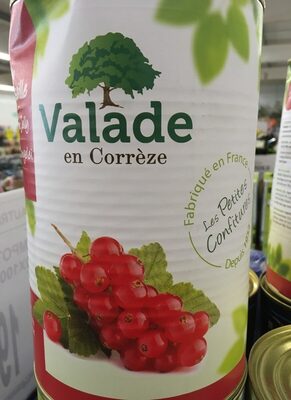 Valade
en Corrèze
Fabriqué en France
Les Petites
Confitures